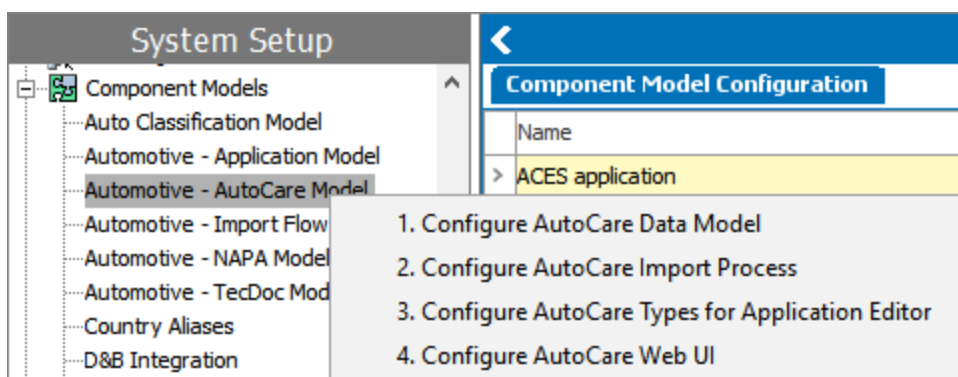 System Setup
Component Models
Auto Classification Model
Automotive - Application Model
Automotive - AutoCare Model
Automotive - Import Flow
Automotive - NAPA Model
Automotive - TecDoc Mod
Country Aliases
D&B Integration
Component Model Configuration
Name
ACES application
1. Configure AutoCare Data Model
2. Configure AutoCare Import Process
3. Configure AutoCare Types for Application Editor
4. Configure AutoCare Web UI